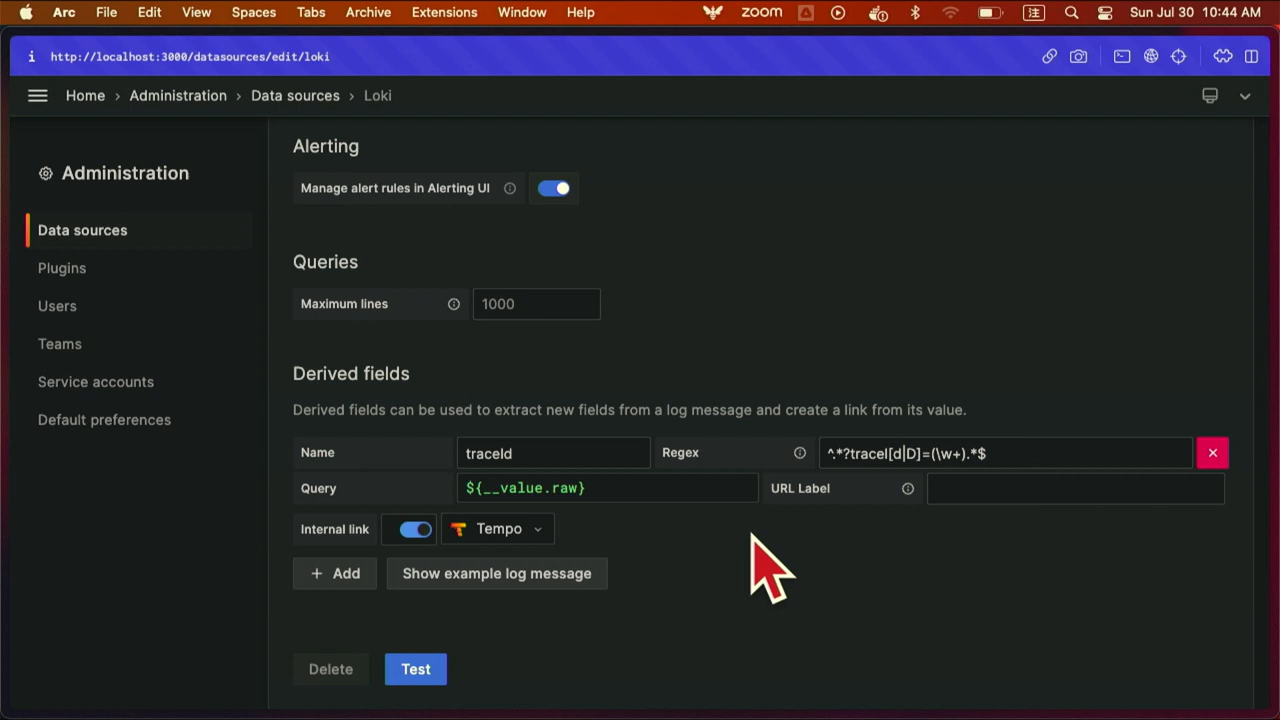 Arc File Edit View Spaces Tabs Archive Extensions Window Help zoom 注 Sun Jul 30 10:44 AM
http://localhost:3000/datasources/edit/loki
Home › Administration › Data sources › Loki
Administration
Data sources
Plugins
Users
Teams
Service accounts
Default preferences
Alerting
Manage alert rules in Alerting UI
Queries
Maximum lines 1000
Derived fields
Derived fields can be used to extract new fields from a log message and create a link from its value.
Name traceId Regex ^.*?traceI[d|D]=(\w+).*$
Query ${__value.raw} URL Label
Internal link Tempo
+ Add Show example log message
Delete Test